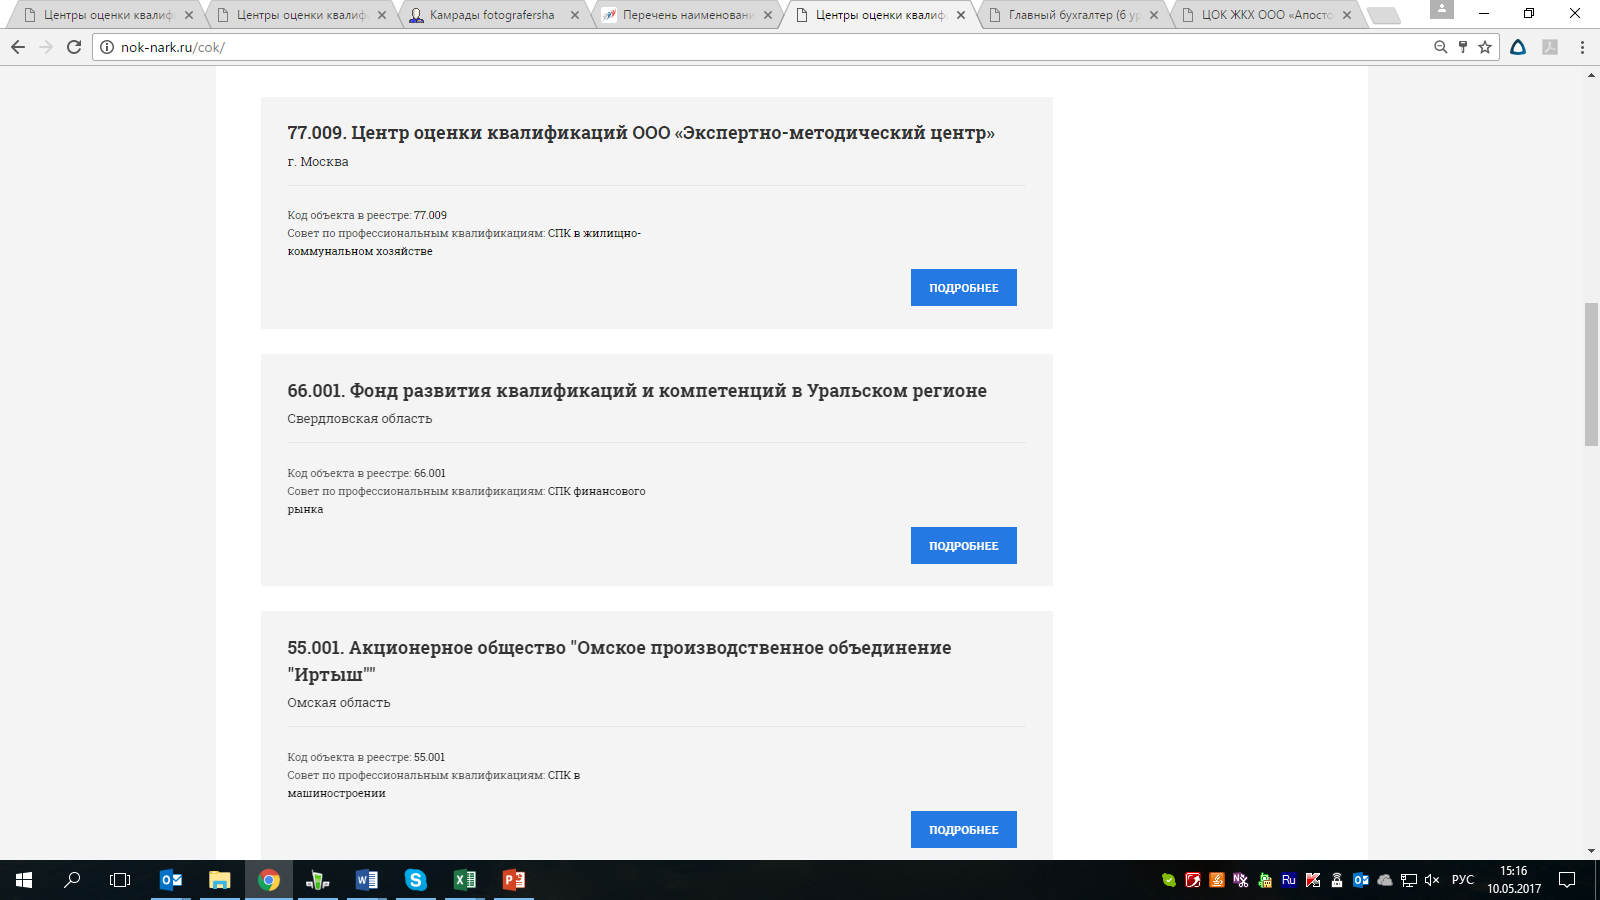 Центры оценки квалиф
Центры оценки квалиф
Камрады fotografersha
Перечень наименован
Центры оценки квалиф
Главный бухгалтер (6 ур
ЦОК ЖКХ ООО «Апосто
nok-nark.ru/cok/
77.009. Центр оценки квалификаций ООО «Экспертно-методический центр»
г. Москва
Код объекта в реестре: 77.009
Совет по профессиональным квалификациям: СПК в жилищно-
коммунальном хозяйстве
ПОДРОБНЕЕ
66.001. Фонд развития квалификаций и компетенций в Уральском регионе
Свердловская область
Код объекта в реестре: 66.001
Совет по профессиональным квалификациям: СПК финансового
рынка
ПОДРОБНЕЕ
55.001. Акционерное общество "Омское производственное объединение
"Иртыш""
Омская область
Код объекта в реестре: 55.001
Совет по профессиональным квалификациям: СПК в
машиностроении
ПОДРОБНЕЕ
Ru
РУС
15:16
10.05.2017